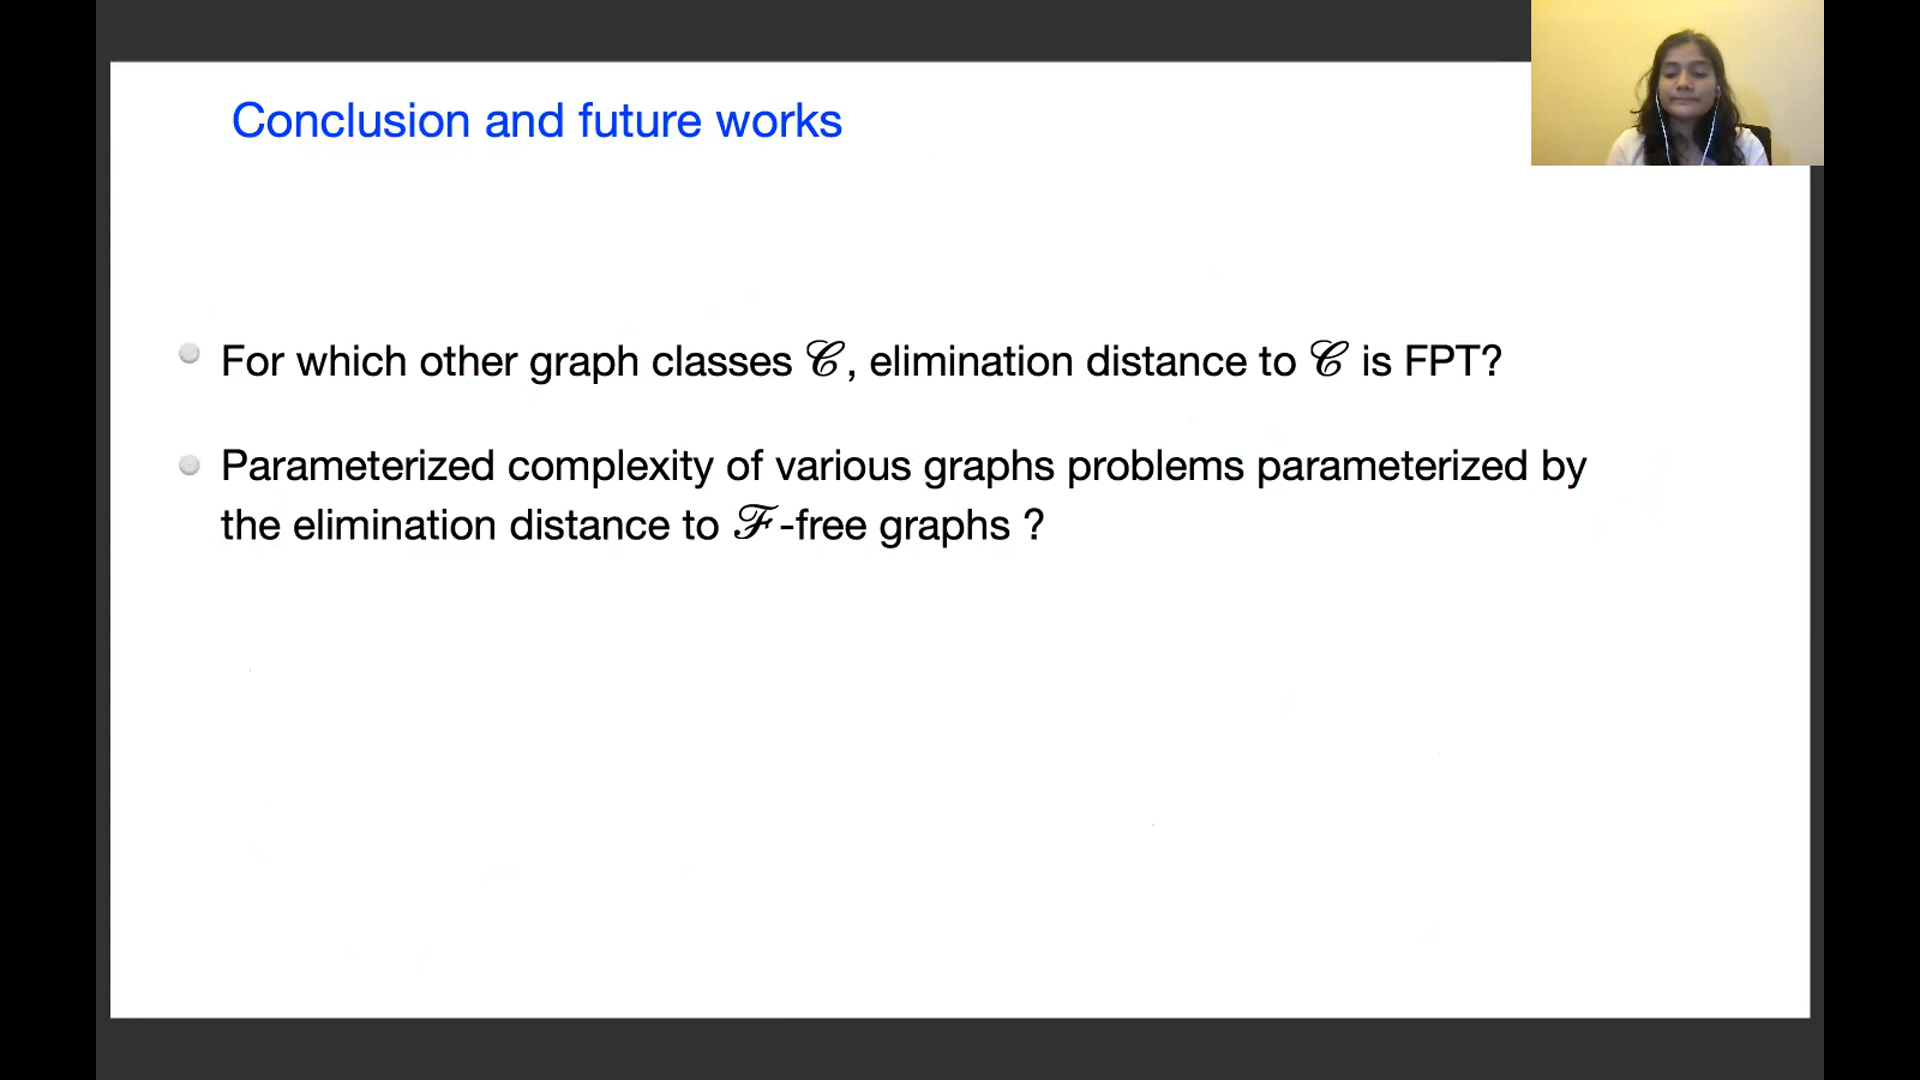 Conclusion and future works
For which other graph classes 𝒞, elimination distance to 𝒞 is FPT?
Parameterized complexity of various graphs problems parameterized by
the elimination distance to ℱ-free graphs ?